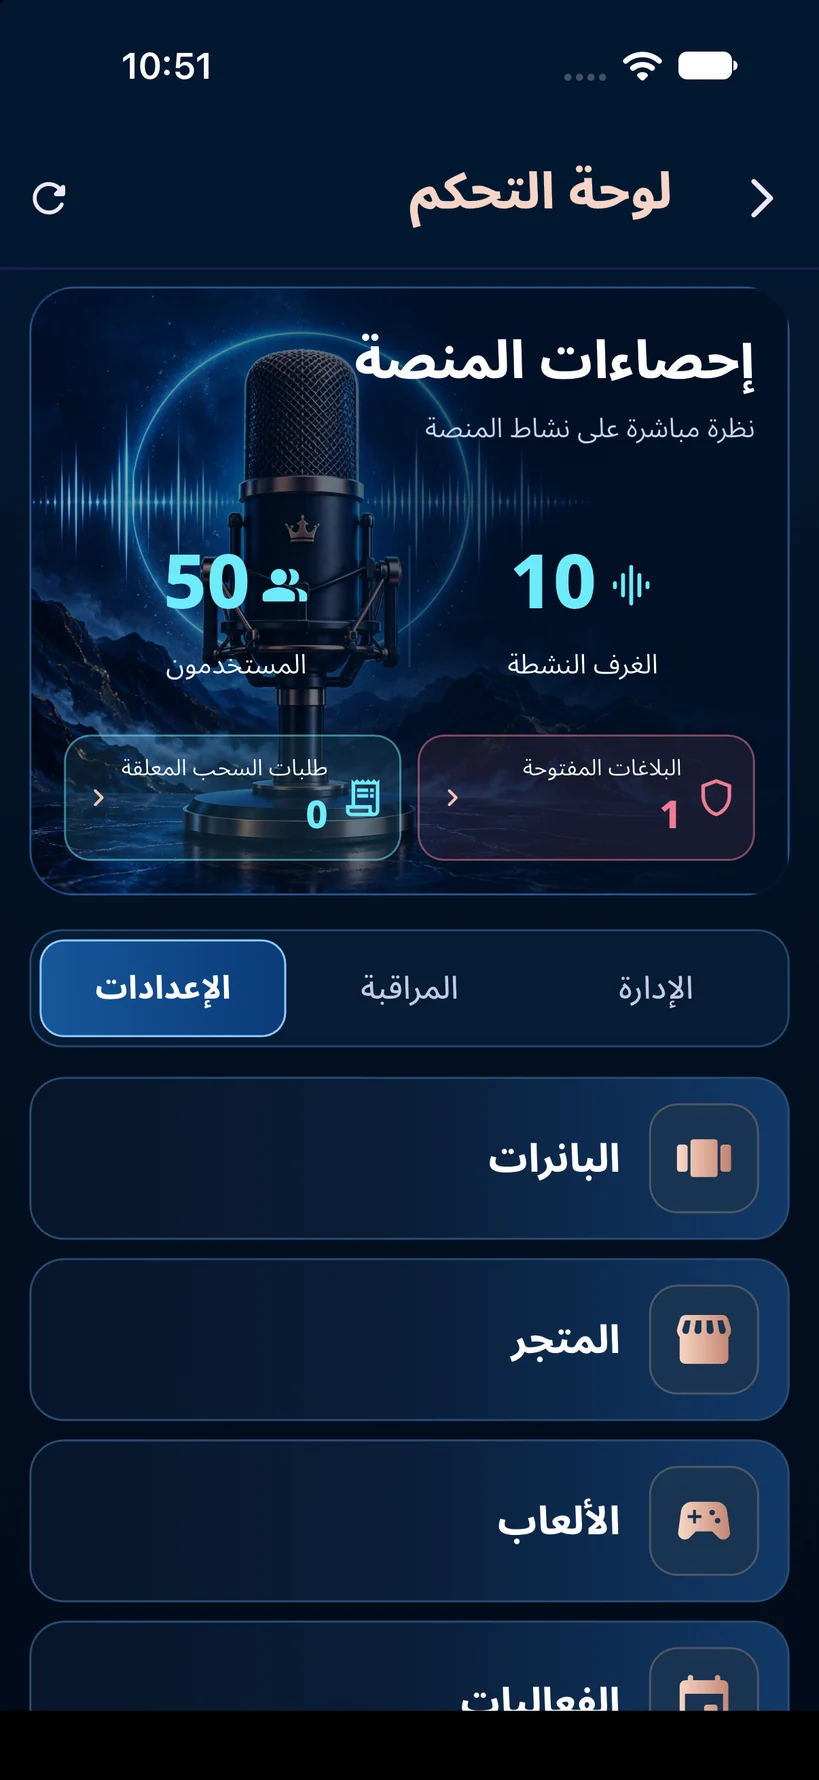 10:51
لوحة التحكم
إحصاءات المنصة
نظرة مباشرة على نشاط المنصة
10
50
الغرف النشطة
المستخدمون
البلاغات المفتوحة
1
طلبات السحب المعلقة
0
الإدارة
المراقبة
الإعدادات
البانرات
المتجر
الألعاب
الفعاليات